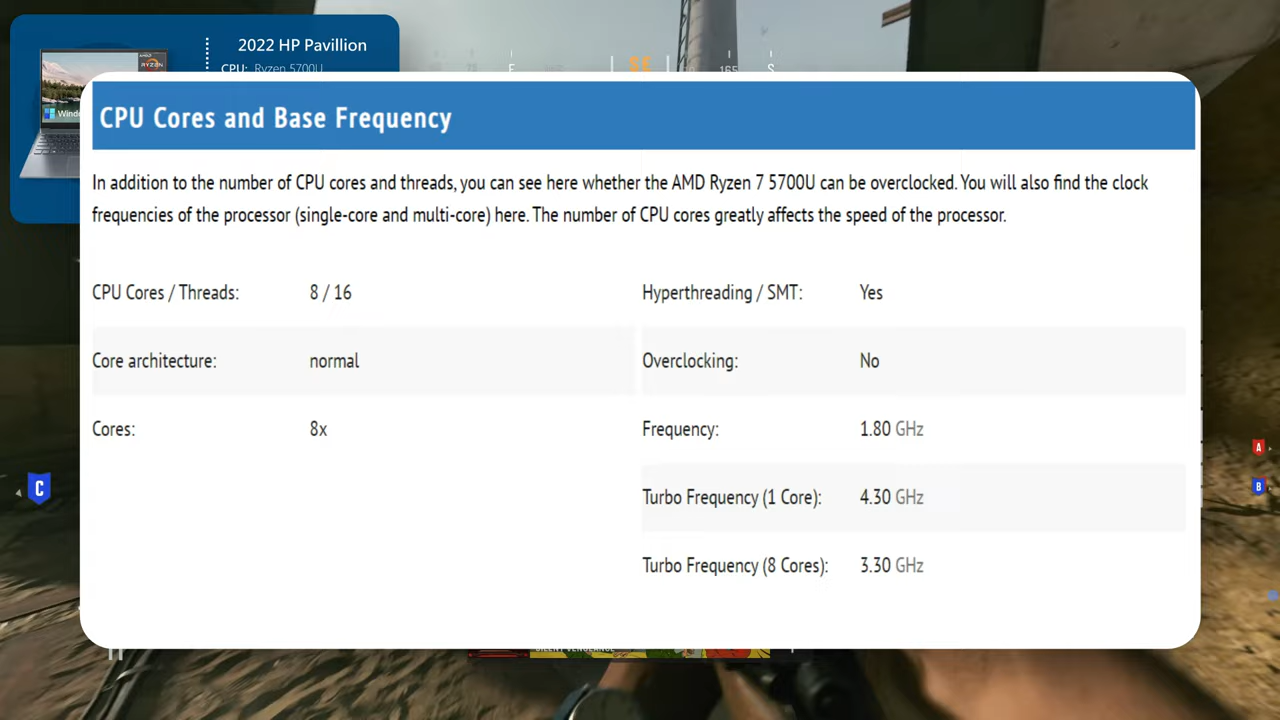 2022 HP Pavillion
CPU: Ryzen 5700U
RYZEN
E
SE
165
S
CPU Cores and Base Frequency
In addition to the number of CPU cores and threads, you can see here whether the AMD Ryzen 7 5700U can be overclocked. You will also find the clock
frequencies of the processor (single-core and multi-core) here. The number of CPU cores greatly affects the speed of the processor.
CPU Cores / Threads: 8 / 16 Hyperthreading / SMT: Yes
Core architecture: normal Overclocking: No
Cores: 8x Frequency: 1.80 GHz
Turbo Frequency (1 Core): 4.30 GHz
Turbo Frequency (8 Cores): 3.30 GHz
C
A
B
SILENT VENGEANCE